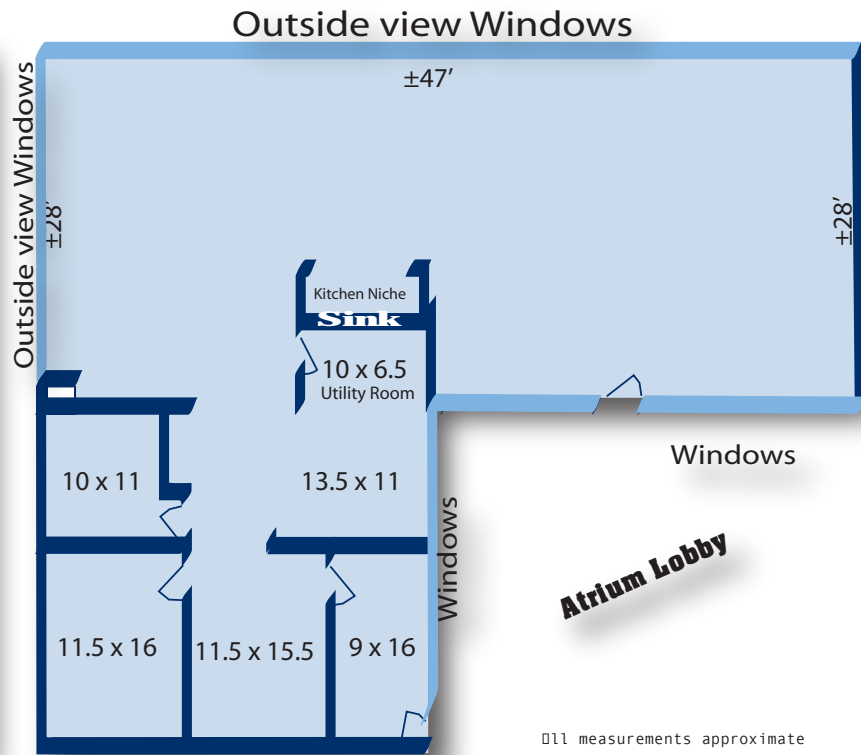 Outside view Windows
±47’
Outside view Windows
±28’
±28’
Kitchen Niche
Sink
10 x 6.5
Utility Room
10 x 11
13.5 x 11
Windows
Windows
Atrium Lobby
11.5 x 16
11.5 x 15.5
9 x 16
▯ll measurements approximate